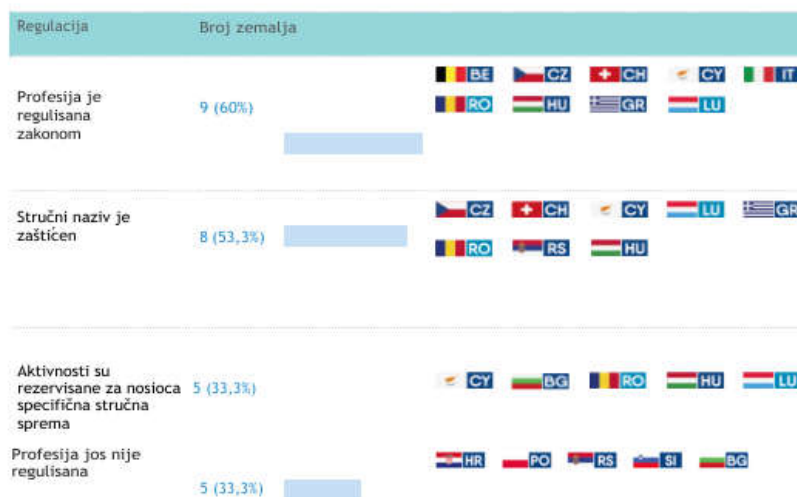 Regulacija Broj zemalja
BE CZ CH CY IT
Profesija je
regulisana
zakonom
9 (60%)
RO HU GR LU
Stručni naziv je
zaštićen
8 (53,3%)
CZ CH CY LU GR
RO RS HU
Aktivnosti su
rezervisane za nosioca
specifična stručna
sprema
5 (33,3%)
CY BG RO HU LU
Profesija jos nije
regulisana
5 (33,3%)
HR PO RS SI BG